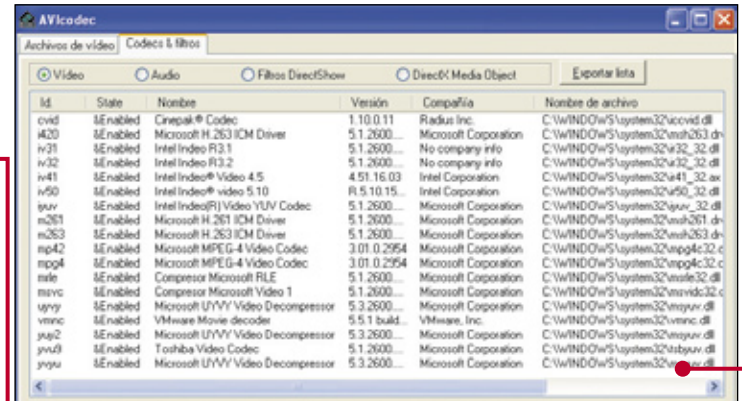 AVIcodec
Archivos de vídeo Codecs & filtros
Vídeo Audio Filtros DirectShow DirectX Media Object Exportar lista
Id. State Nombre Versión Compañía Nombre de archivo
cvid &Enabled Cinepak® Codec 1.10.0.11 Radius Inc. C:\WINDOWS\system32\iccvid.dll
i420 &Enabled Microsoft H.263 ICM Driver 5.1.2600.... Microsoft Corporation C:\WINDOWS\system32\msh263.drv
iv31 &Enabled Intel Indeo R3.1 5.1.2600.... No company info C:\WINDOWS\system32\ir32_32.dll
iv32 &Enabled Intel Indeo R3.2 5.1.2600.... No company info C:\WINDOWS\system32\ir32_32.dll
iv41 &Enabled Intel Indeo® Video 4.5 4.51.16.03 Intel Corporation C:\WINDOWS\system32\ir41_32.ax
iv50 &Enabled Intel Indeo® video 5.10 R.5.10.15.... Intel Corporation C:\WINDOWS\system32\ir50_32.dll
iyuv &Enabled Intel Indeo(R) Video YUV Codec 5.1.2600.... Microsoft Corporation C:\WINDOWS\system32\iyuv_32.dll
m261 &Enabled Microsoft H.261 ICM Driver 5.1.2600.... Microsoft Corporation C:\WINDOWS\system32\msh261.drv
m263 &Enabled Microsoft H.263 ICM Driver 5.1.2600.... Microsoft Corporation C:\WINDOWS\system32\msh263.drv
mp42 &Enabled Microsoft MPEG-4 Video Codec 3.01.0.2954 Microsoft Corporation C:\WINDOWS\system32\mpg4c32.d
mpg4 &Enabled Microsoft MPEG-4 Video Codec 3.01.0.2954 Microsoft Corporation C:\WINDOWS\system32\mpg4c32.d
mrle &Enabled Compresor Microsoft RLE 5.1.2600.... Microsoft Corporation C:\WINDOWS\system32\msrle32.dll
msvc &Enabled Compresor Microsoft Video 1 5.1.2600.... Microsoft Corporation C:\WINDOWS\system32\msvidc32.d
uyvy &Enabled Microsoft UYVY Video Decompressor 5.3.2600.... Microsoft Corporation C:\WINDOWS\system32\msyuv.dll
vmnc &Enabled VMware Movie decoder 5.5.1 build... VMware, Inc. C:\WINDOWS\system32\vmnc.dll
yuy2 &Enabled Microsoft UYVY Video Decompressor 5.3.2600.... Microsoft Corporation C:\WINDOWS\system32\msyuv.dll
yvu9 &Enabled Toshiba Video Codec 5.1.2600.... Microsoft Corporation C:\WINDOWS\system32\tsbyuv.dll
yvyu &Enabled Microsoft UYVY Video Decompressor 5.3.2600.... Microsoft Corporation